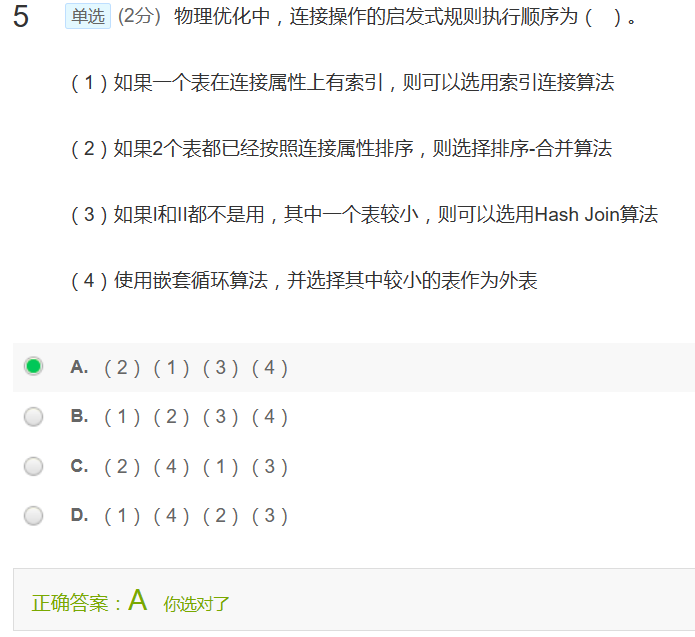 5 单选 (2分) 物理优化中，连接操作的启发式规则执行顺序为（ ）。
（1）如果一个表在连接属性上有索引，则可以选用索引连接算法
（2）如果2个表都已经按照连接属性排序，则选择排序-合并算法
（3）如果I和II都不是用，其中一个表较小，则可以选用Hash Join算法
（4）使用嵌套循环算法，并选择其中较小的表作为外表
A. （2）（1）（3）（4）
B. （1）（2）（3）（4）
C. （2）（4）（1）（3）
D. （1）（4）（2）（3）
正确答案：A 你选对了